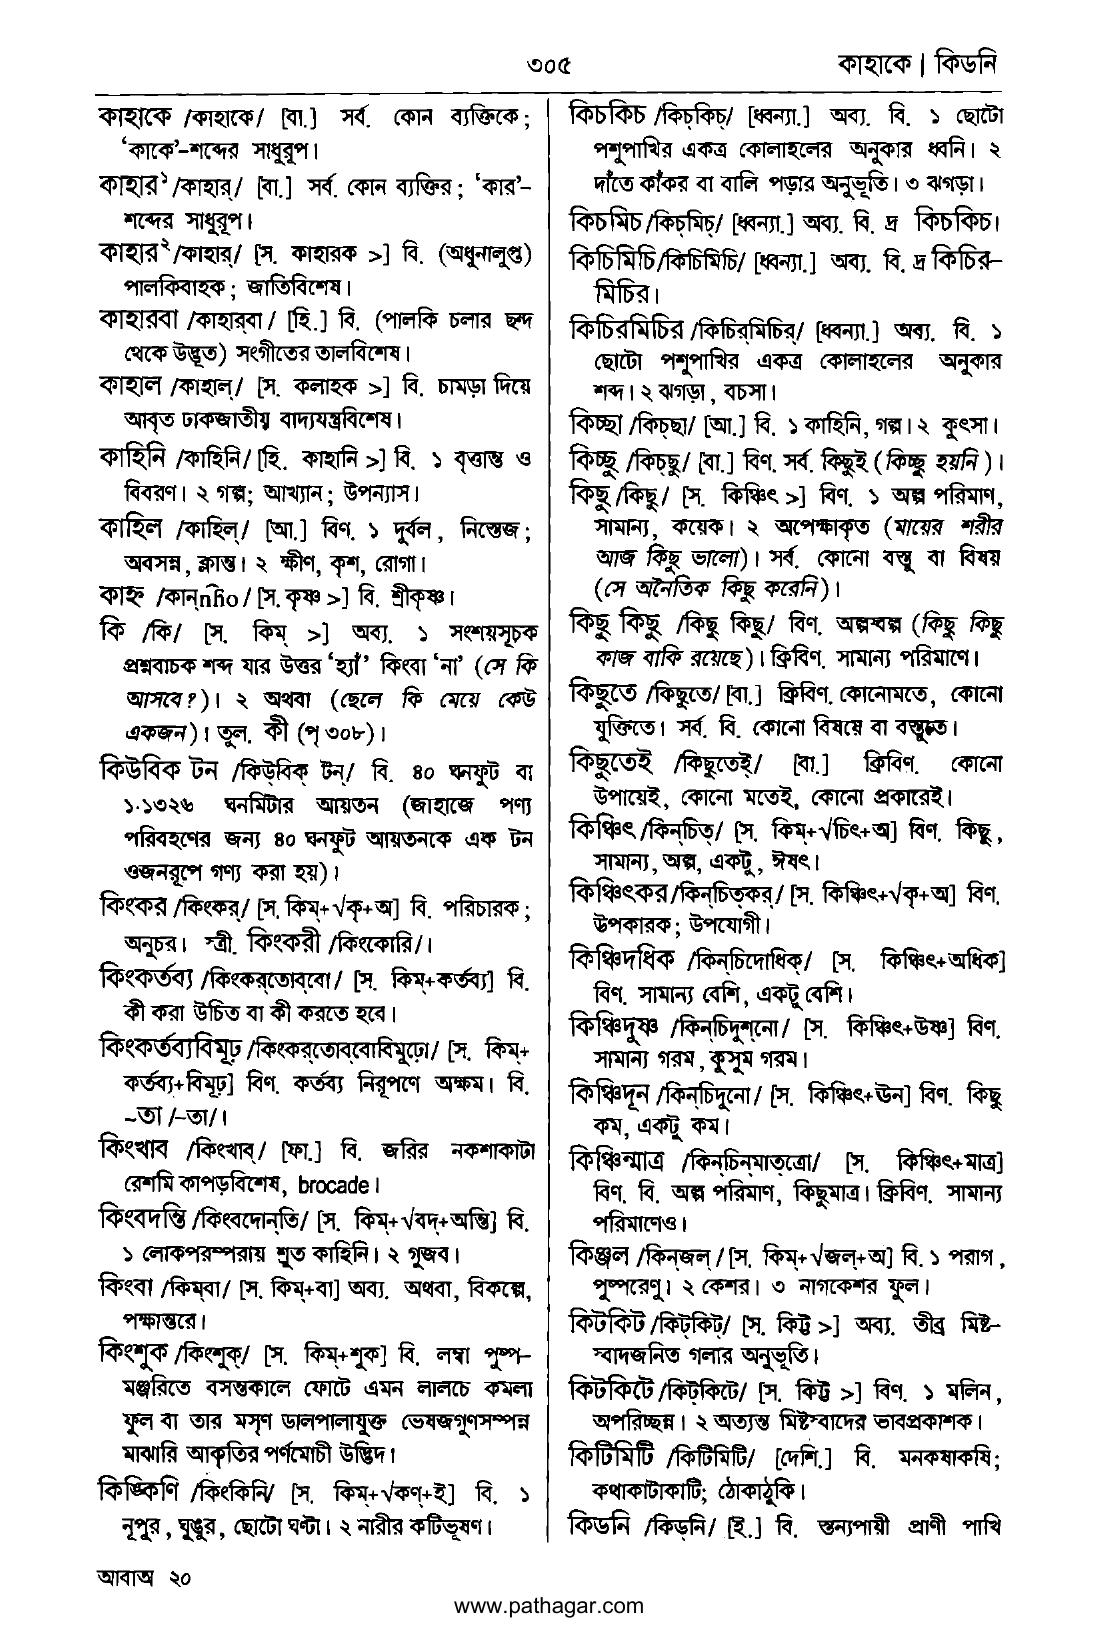 ৩০৫
কাহাকে | কিডনি
কাহাকে /কাহাকে/ [বা.] সর্ব. কোন ব্যক্তিকে;
‘কাকে’-শব্দের সাধুরূপ।
কাহার¹ /কাহার্/ [বা.] সর্ব. কোন ব্যক্তির; ‘কার’-
শব্দের সাধুরূপ।
কাহার² /কাহার্/ [স. কাহারক >] বি. (অধুনালুপ্ত)
পালকিবাহক; জাতিবিশেষ।
কাহারবা /কাহার্‌বা/ [হি.] বি. (পালকি চলার ছন্দ
থেকে উদ্ভূত) সংগীতের তালবিশেষ।
কাহাল /কাহাল্/ [স. কলাহক >] বি. চামড়া দিয়ে
আবৃত ঢাকজাতীয় বাদ্যযন্ত্রবিশেষ।
কাহিনি /কাহিনি/ [হি. কাহানি >] বি. ১ বৃত্তান্ত ও
বিবরণ। ২ গল্প; আখ্যান; উপন্যাস।
কাহিল /কাহিল্/ [আ.] বিণ. ১ দুর্বল, নিস্তেজ;
অবসন্ন, ক্লান্ত। ২ ক্ষীণ, কৃশ, রোগা।
কাহ্ন /কান্‌nño/ [স. কৃষ্ণ >] বি. শ্রীকৃষ্ণ।
কি /কি/ [স. কিম্ >] অব্য. ১ সংশয়সূচক
প্রশ্নবাচক শব্দ যার উত্তর ‘হ্যাঁ’ কিংবা ‘না’ (সে কি
আসবে?)। ২ অথবা (ছেলে কি মেয়ে কেউ
একজন)। তুল. কী (পৃ ৩০৮)।
কিউবিক টন /কিউ্‌বিক্ টন্/ বি. ৪০ ঘনফুট বা
১·১৩২৬ ঘনমিটার আয়তন (জাহাজে পণ্য
পরিবহণের জন্য ৪০ ঘনফুট আয়তনকে এক টন
ওজনরূপে গণ্য করা হয়)।
কিংকর /কিংকর্/ [স. কিম্+√কৃ+অ] বি. পরিচারক;
অনুচর। স্ত্রী. কিংকরী /কিংকোরি/।
কিংকর্তব্য /কিংকর্‌তোব্‌বো/ [স. কিম্+কর্তব্য] বি.
কী করা উচিত বা কী করতে হবে।
কিংকর্তব্যবিমূঢ় /কিংকর্‌তোব্‌বোবিমূঢ়ো/ [স. কিম্+
কর্তব্য+বিমূঢ়] বিণ. কর্তব্য নিরূপণে অক্ষম। বি.
~তা /–তা/।
কিংখাব /কিংখাব্/ [ফা.] বি. জরির নকশাকাটা
রেশমি কাপড়বিশেষ, brocade।
কিংবদন্তি /কিংবদোন্‌তি/ [স. কিম্+√বদ্+অন্তি] বি.
১ লোকপরম্পরায় শ্রুত কাহিনি। ২ গুজব।
কিংবা /কিম্‌বা/ [স. কিম্+বা] অব্য. অথবা, বিকল্পে,
পক্ষান্তরে।
কিংশুক /কিংশুক্/ [স. কিম্+শুক] বি. লম্বা পুষ্প-
মঞ্জরিতে বসন্তকালে ফোটে এমন লালচে কমলা
ফুল বা তার মসৃণ ডালপালাযুক্ত ভেষজগুণসম্পন্ন
মাঝারি আকৃতির পর্ণমোচী উদ্ভিদ।
কিঙ্কিণি /কিংকিনি/ [স. কিম্+√কণ্+ই] বি. ১
নূপুর, ঘুঙুর, ছোটো ঘণ্টা। ২ নারীর কটিভূষণ।
কিচকিচ /কিচ্‌কিচ্/ [ধ্বন্যা.] অব্য. বি. ১ ছোটো
পশুপাখির একত্র কোলাহলের অনুকার ধ্বনি। ২
দাঁতে কাঁকর বা বালি পড়ার অনুভূতি। ৩ ঝগড়া।
কিচমিচ /কিচ্‌মিচ্/ [ধ্বন্যা.] অব্য. বি. দ্র কিচকিচ।
কিচিমিচি /কিচিমিচি/ [ধ্বন্যা.] অব্য. বি. দ্র কিচির-
মিচির।
কিচিরমিচির /কিচির্‌মিচির্/ [ধ্বন্যা.] অব্য. বি. ১
ছোটো পশুপাখির একত্র কোলাহলের অনুকার
শব্দ। ২ ঝগড়া, বচসা।
কিচ্ছা /কিচ্‌ছা/ [আ.] বি. ১ কাহিনি, গল্প। ২ কুৎসা।
কিচ্ছু /কিচ্‌ছু/ [বা.] বিণ. সর্ব. কিছুই (কিচ্ছু হয়নি)।
কিছু /কিছু/ [স. কিঞ্চিৎ >] বিণ. ১ অল্প পরিমাণ,
সামান্য, কয়েক। ২ অপেক্ষাকৃত (মায়ের শরীর
আজ কিছু ভালো)। সর্ব. কোনো বস্তু বা বিষয়
(সে অনৈতিক কিছু করেনি)।
কিছু কিছু /কিছু কিছু/ বিণ. অল্পস্বল্প (কিছু কিছু
কাজ বাকি রয়েছে)। ক্রিবিণ. সামান্য পরিমাণে।
কিছুতে /কিছুতে/ [বা.] ক্রিবিণ. কোনোমতে, কোনো
যুক্তিতে। সর্ব. বি. কোনো বিষয়ে বা বস্তুতে।
কিছুতেই /কিছুতেই্/ [বা.] ক্রিবিণ. কোনো
উপায়েই, কোনো মতেই, কোনো প্রকারেই।
কিঞ্চিৎ /কিন্‌চিত্/ [স. কিম্+√চিৎ+অ] বিণ. কিছু,
সামান্য, অল্প, একটু, ঈষৎ।
কিঞ্চিৎকর /কিন্‌চিত্‌কর্/ [স. কিঞ্চিৎ+√কৃ+অ] বিণ.
উপকারক; উপযোগী।
কিঞ্চিদধিক /কিন্‌চিদোধিক্/ [স. কিঞ্চিৎ+অধিক]
বিণ. সামান্য বেশি, একটু বেশি।
কিঞ্চিদুষ্ণ /কিন্‌চিদুশ্‌নো/ [স. কিঞ্চিৎ+উষ্ণ] বিণ.
সামান্য গরম, কুসুম গরম।
কিঞ্চিদূন /কিন্‌চিদুনো/ [স. কিঞ্চিৎ+ঊন] বিণ. কিছু
কম, একটু কম।
কিঞ্চিন্মাত্র /কিন্‌চিন্‌মাত্‌ত্রো/ [স. কিঞ্চিৎ+মাত্র]
বিণ. বি. অল্প পরিমাণ, কিছুমাত্র। ক্রিবিণ. সামান্য
পরিমাণেও।
কিঞ্জল /কিন্‌জল্/ [স. কিম্+√জল্+অ] বি. ১ পরাগ,
পুষ্পরেণু। ২ কেশর। ৩ নাগকেশর ফুল।
কিটকিট /কিট্‌কিট্/ [স. কিট্ট >] অব্য. তীব্র মিষ্ট-
স্বাদজনিত গলার অনুভূতি।
কিটকিটে /কিট্‌কিটে/ [স. কিট্ট >] বিণ. ১ মলিন,
অপরিচ্ছন্ন। ২ অত্যন্ত মিষ্টস্বাদের ভাবপ্রকাশক।
কিটিমিটি /কিটিমিটি/ [দেশি.] বি. মনকষাকষি;
কথাকাটাকাটি; ঠোকাঠুকি।
কিডনি /কিড্‌নি/ [ই.] বি. স্তন্যপায়ী প্রাণী পাখি
আবাঅ ২০
www.pathagar.com